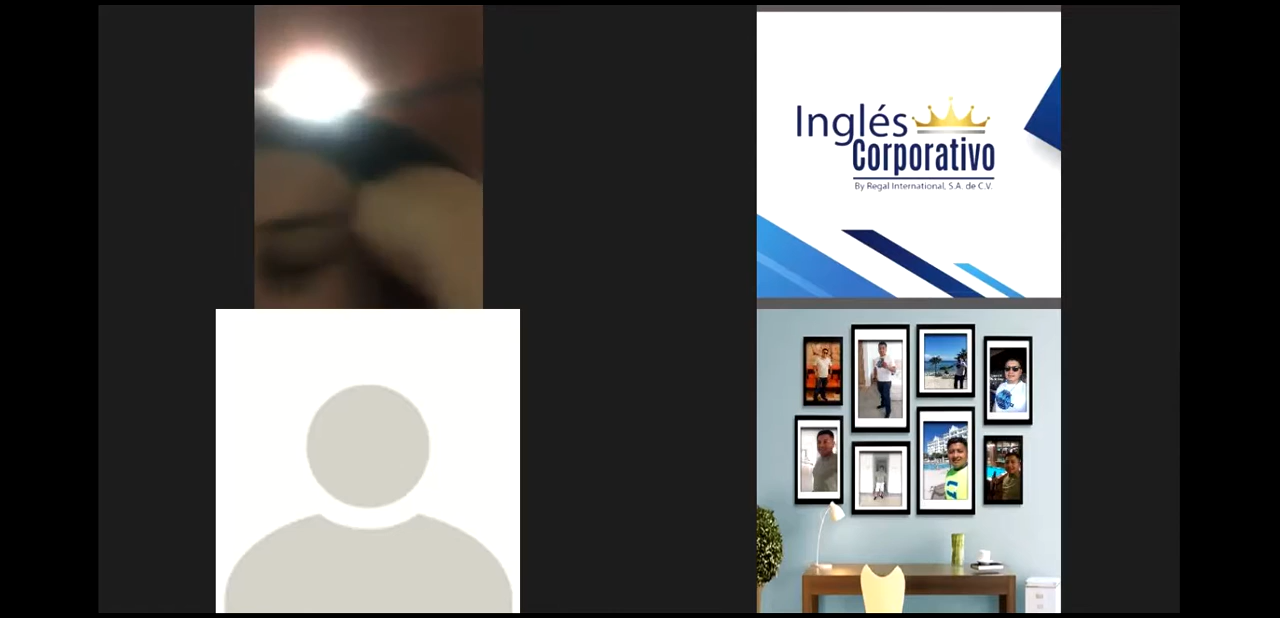 Inglés
Corporativo
By Regal International, S.A. de C.V.